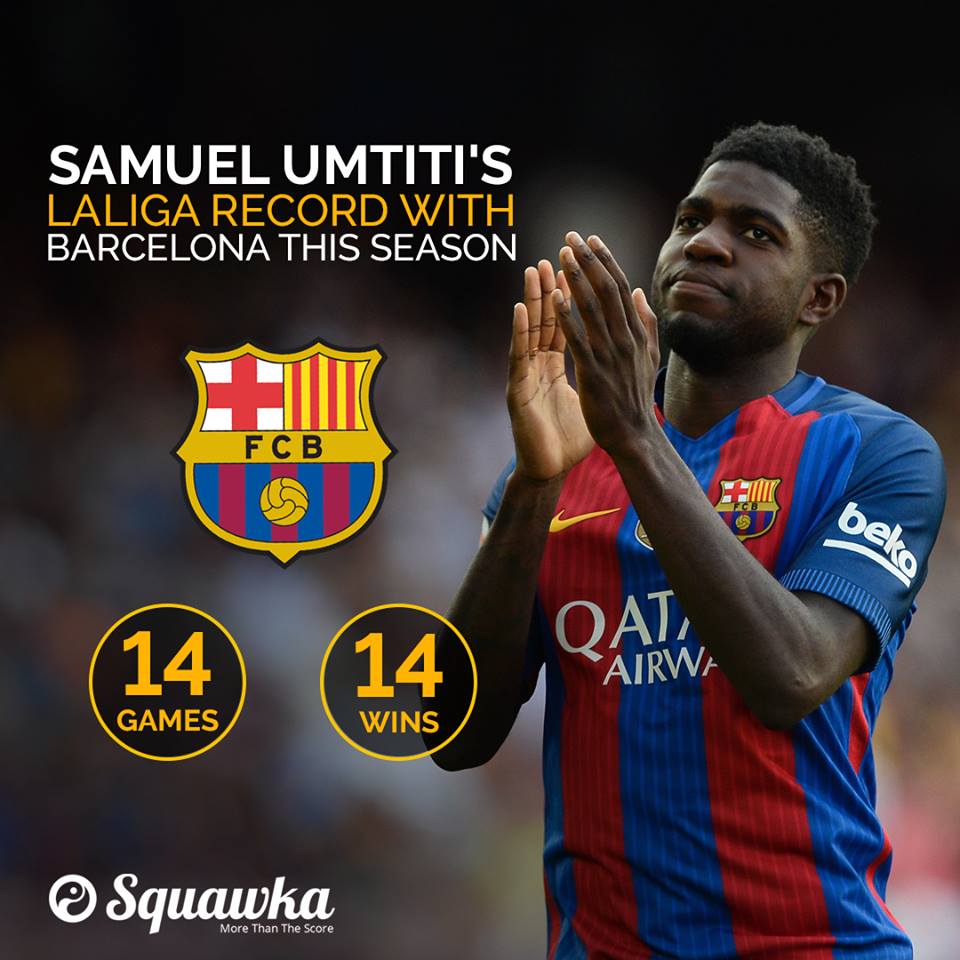 SAMUEL UMTITI'S
LALIGA RECORD WITH
BARCELONA THIS SEASON
FCB
FCB
beko
QATA
AIRWA
14
GAMES
14
WINS
Squawka
More Than The Score